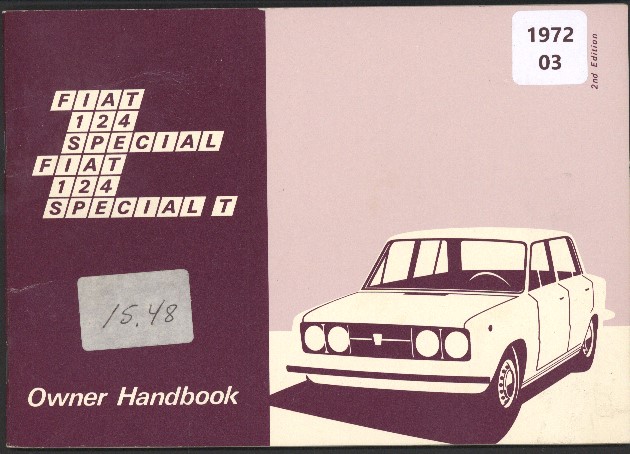 FIAT
124
SPECIAL
FIAT
124
SPECIAL T
15.48
Owner Handbook
1972
03
2nd Edition